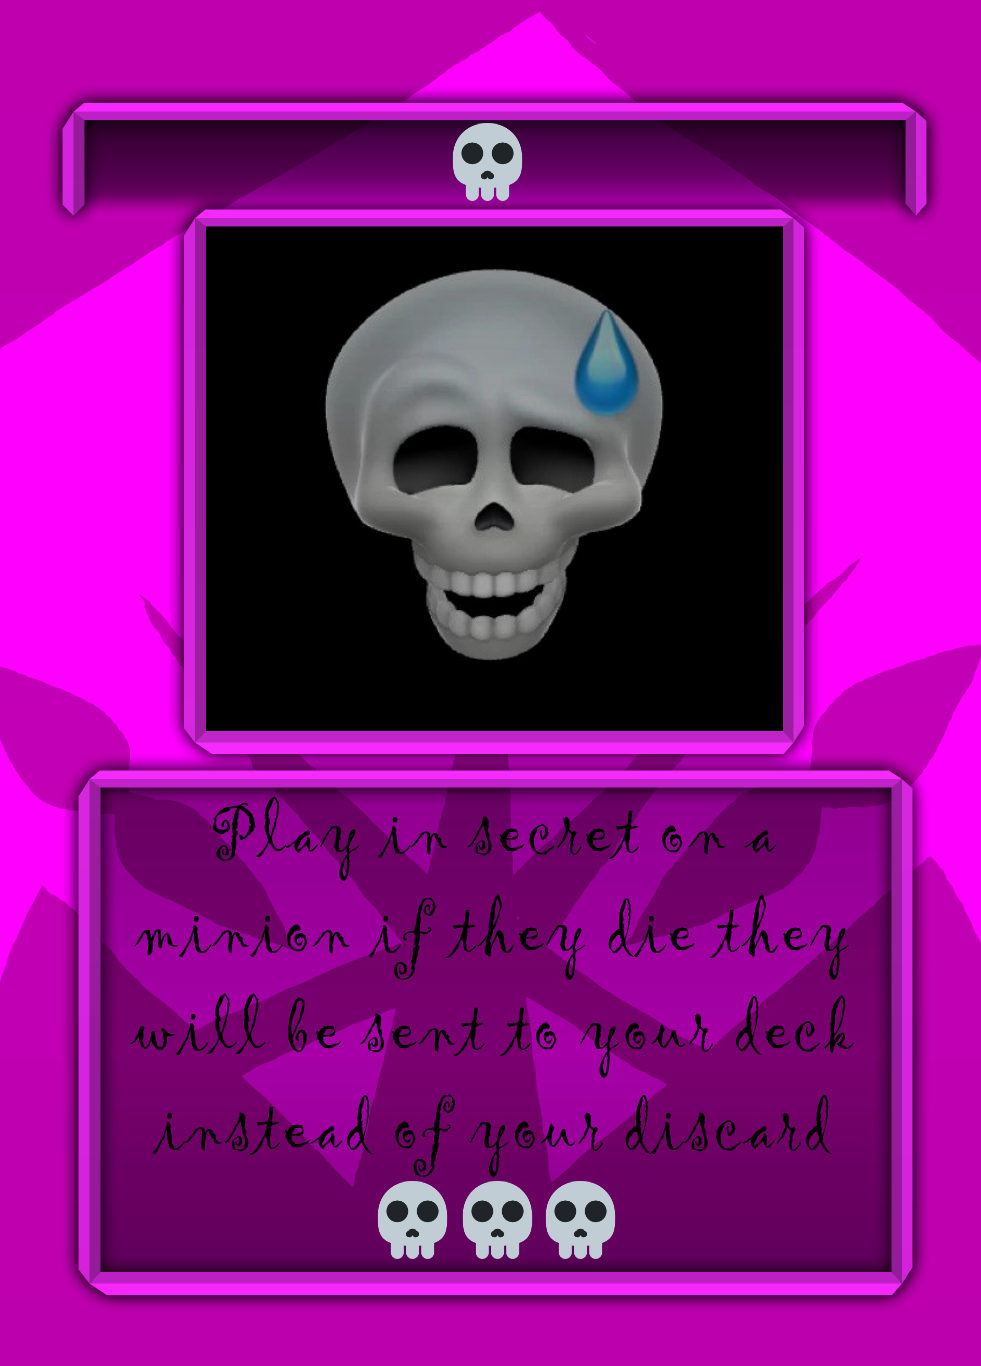 💀
Play in secret on a
minion if they die they
will be sent to your deck
instead of your discard
💀💀💀